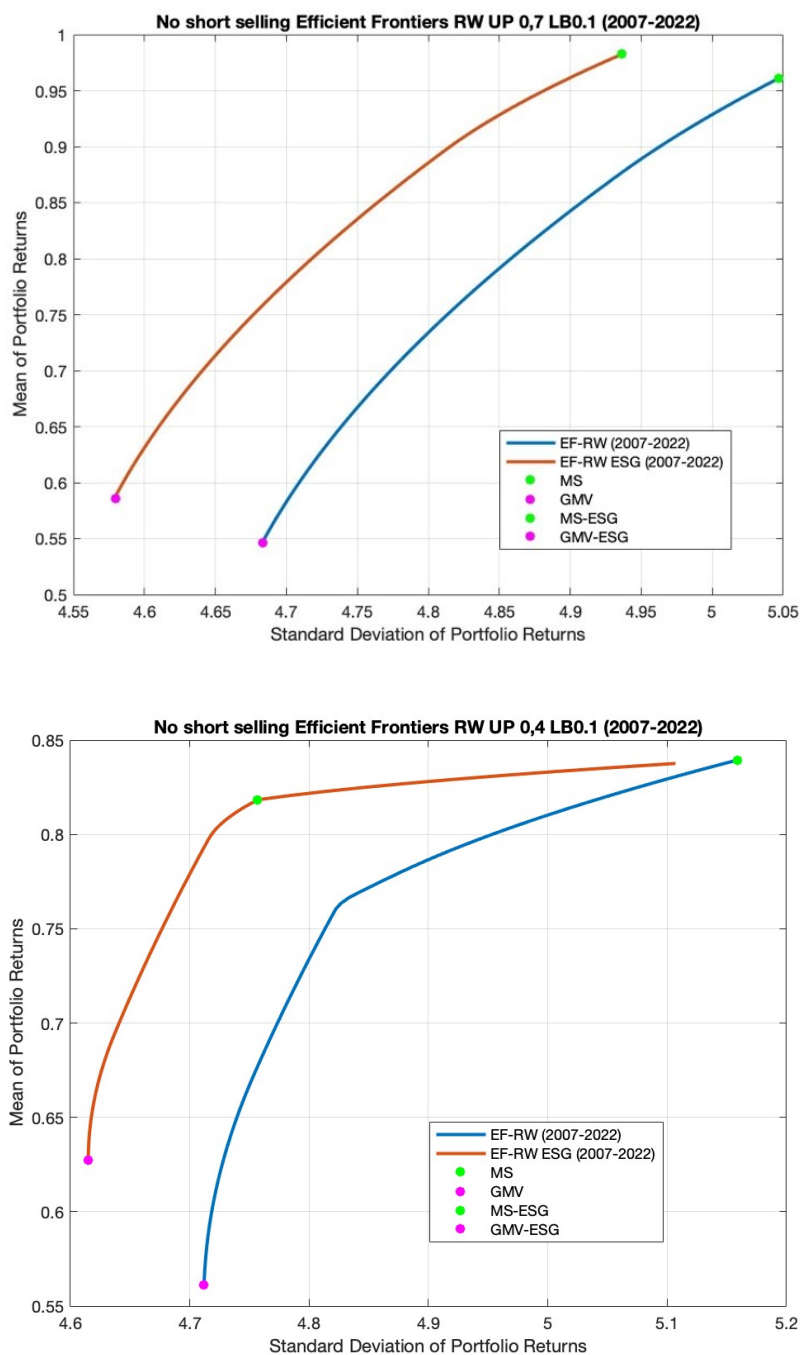 No short selling Efficient Frontiers RW UP 0,7 LB0.1 (2007-2022)
1
0.95
0.9
0.85
0.8
0.75
0.7
0.65
0.6
0.55
0.5
Mean of Portfolio Returns
EF-RW (2007-2022)
EF-RW ESG (2007-2022)
MS
GMV
MS-ESG
GMV-ESG
4.55 4.6 4.65 4.7 4.75 4.8 4.85 4.9 4.95 5 5.05
Standard Deviation of Portfolio Returns
No short selling Efficient Frontiers RW UP 0,4 LB0.1 (2007-2022)
0.85
0.8
0.75
0.7
0.65
0.6
0.55
Mean of Portfolio Returns
EF-RW (2007-2022)
EF-RW ESG (2007-2022)
MS
GMV
MS-ESG
GMV-ESG
4.6 4.7 4.8 4.9 5 5.1 5.2
Standard Deviation of Portfolio Returns